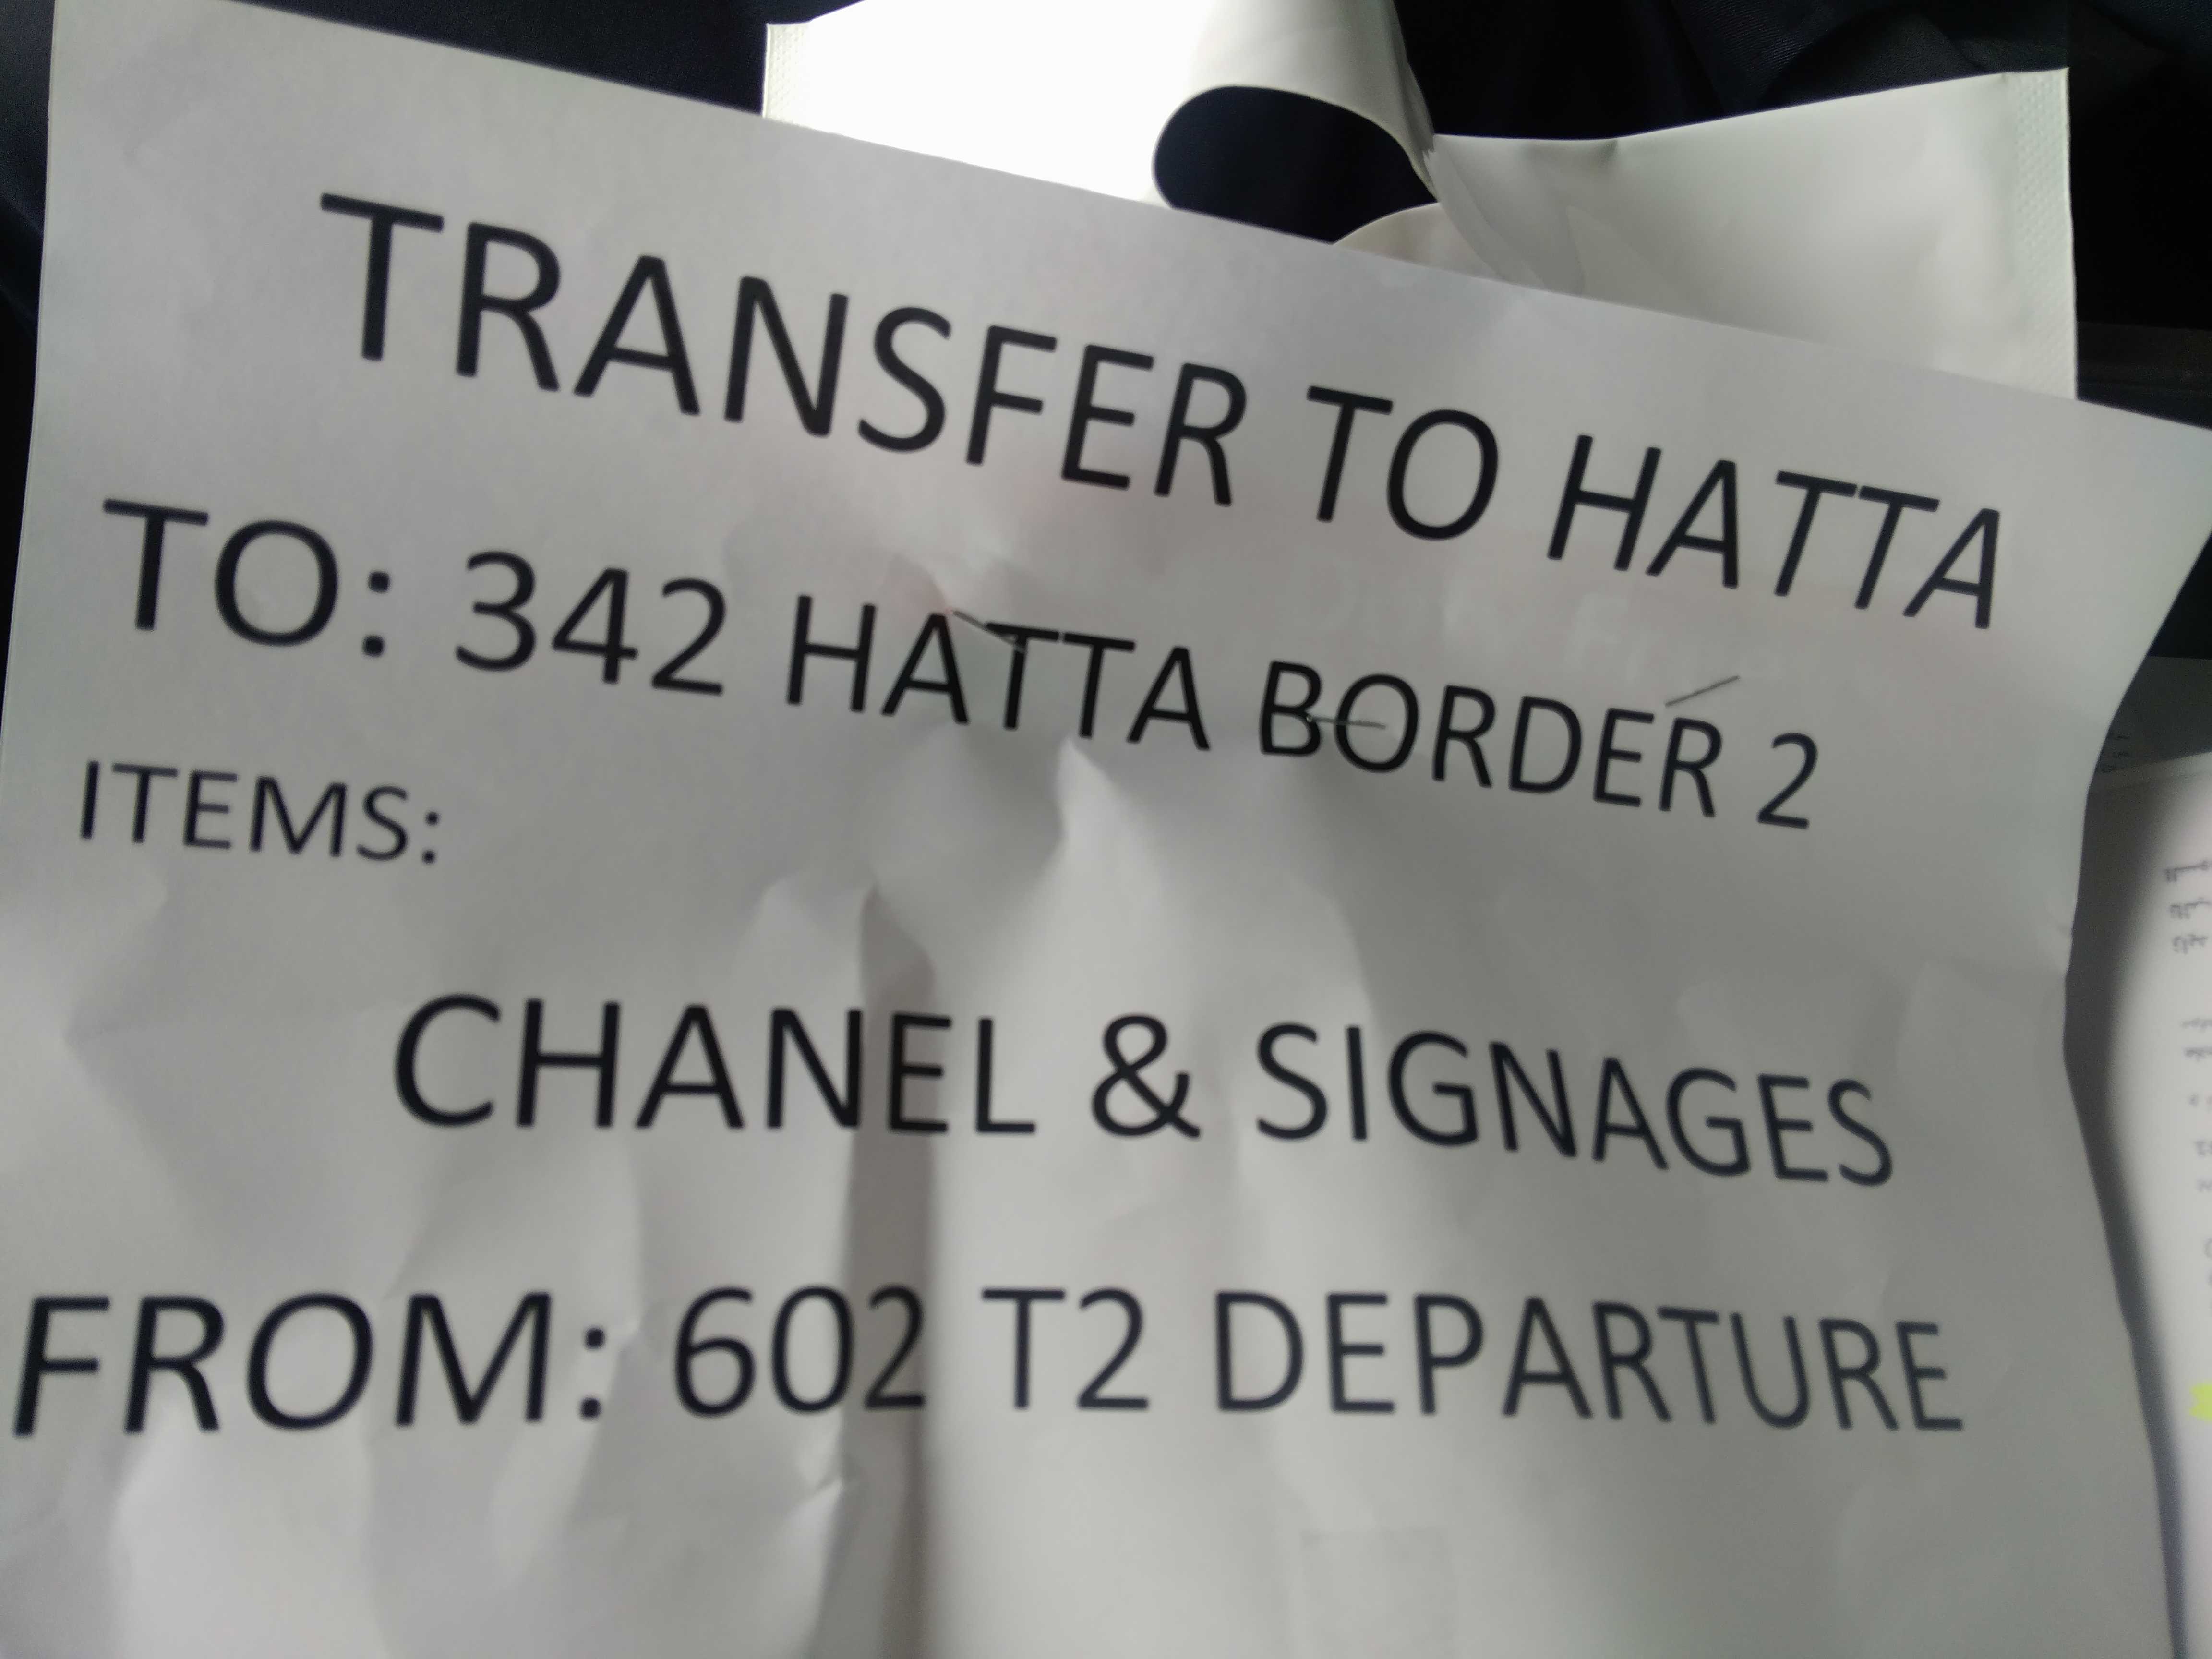 TRANSFER TO HATTA
TO: 342 HATTA BORDER 2
ITEMS:
CHANEL & SIGNAGES
FROM: 602 T2 DEPARTURE